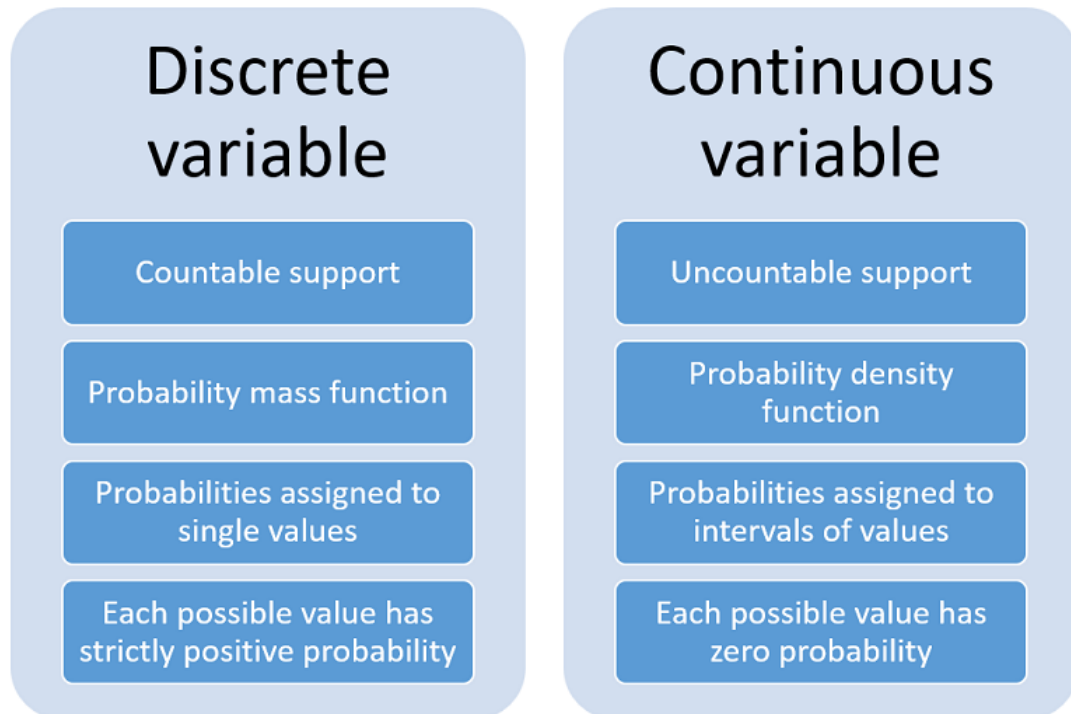 Discrete
variable
Countable support
Probability mass function
Probabilities assigned to
single values
Each possible value has
strictly positive probability
Continuous
variable
Uncountable support
Probability density
function
Probabilities assigned to
intervals of values
Each possible value has
zero probability